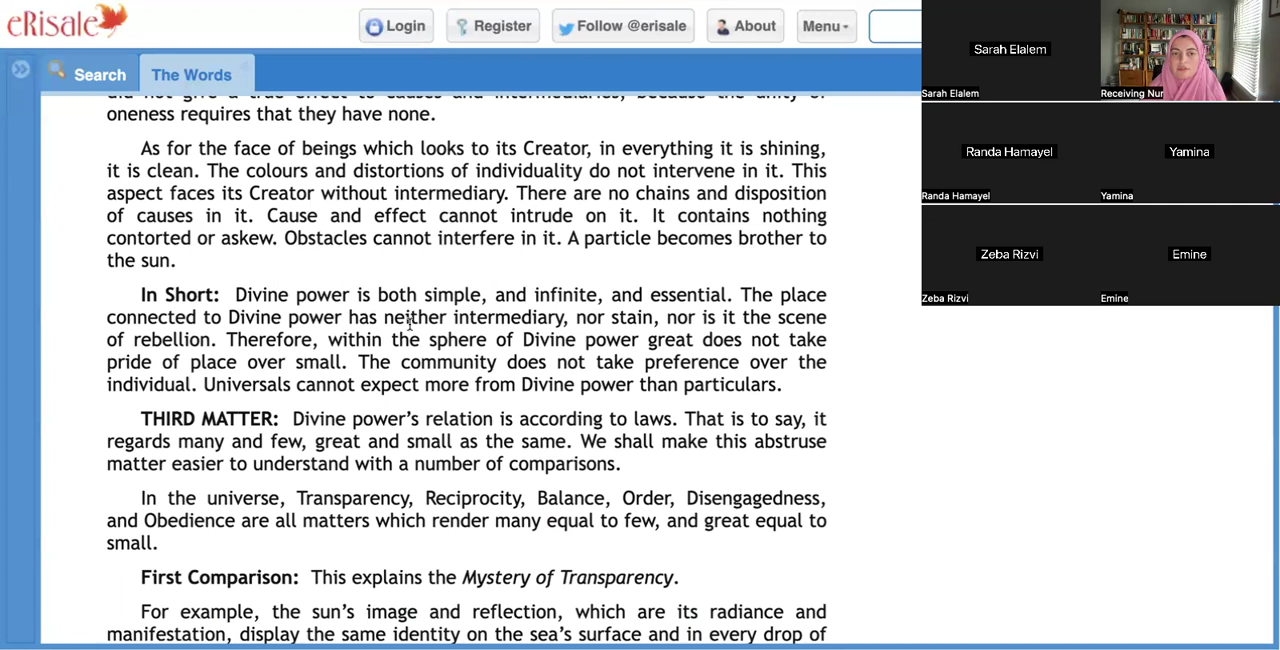 eRisale
Login
Register
Follow @erisale
About
Menu
Search
The Words
did not give a true effect to causes and intermediaries, because the unity of
oneness requires that they have none.
As for the face of beings which looks to its Creator, in everything it is shining,
it is clean. The colours and distortions of individuality do not intervene in it. This
aspect faces its Creator without intermediary. There are no chains and disposition
of causes in it. Cause and effect cannot intrude on it. It contains nothing
contorted or askew. Obstacles cannot interfere in it. A particle becomes brother to
the sun.
In Short: Divine power is both simple, and infinite, and essential. The place
connected to Divine power has neither intermediary, nor stain, nor is it the scene
of rebellion. Therefore, within the sphere of Divine power great does not take
pride of place over small. The community does not take preference over the
individual. Universals cannot expect more from Divine power than particulars.
THIRD MATTER: Divine power's relation is according to laws. That is to say, it
regards many and few, great and small as the same. We shall make this abstruse
matter easier to understand with a number of comparisons.
In the universe, Transparency, Reciprocity, Balance, Order, Disengagedness,
and Obedience are all matters which render many equal to few, and great equal to
small.
First Comparison: This explains the Mystery of Transparency.
For example, the sun's image and reflection, which are its radiance and
manifestation, display the same identity on the sea's surface and in every drop of
Sarah Elalem
Sarah Elalem
Receiving Nur
Randa Hamayel
Randa Hamayel
Yamina
Yamina
Zeba Rizvi
Zeba Rizvi
Emine
Emine